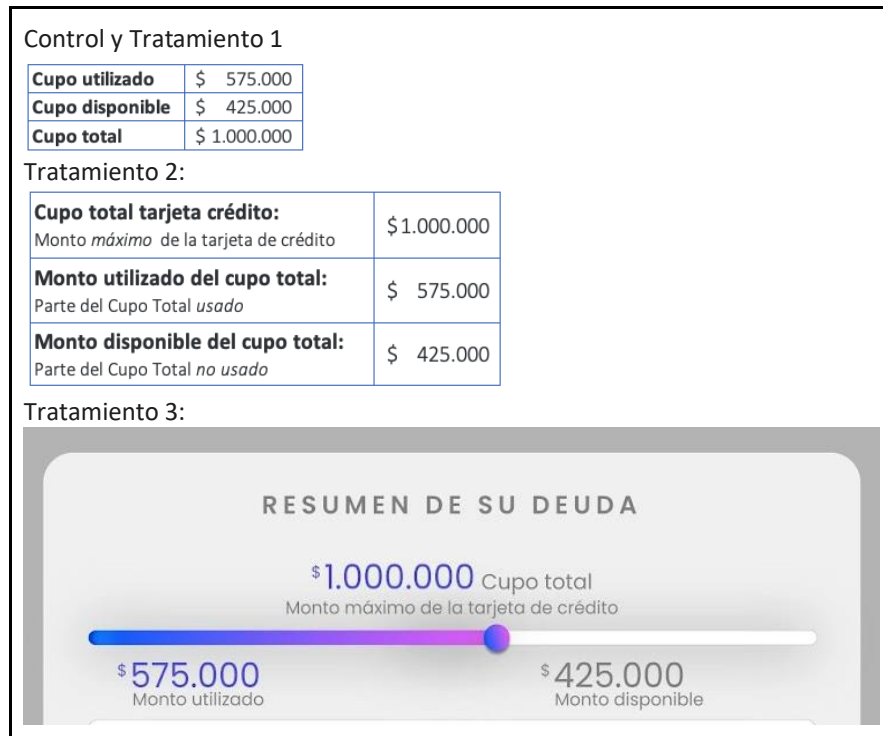 Control y Tratamiento 1
Cupo utilizado $ 575.000
Cupo disponible $ 425.000
Cupo total $ 1.000.000
Tratamiento 2:
Cupo total tarjeta crédito:
Monto máximo de la tarjeta de crédito
$1.000.000
Monto utilizado del cupo total:
Parte del Cupo Total usado
$ 575.000
Monto disponible del cupo total:
Parte del Cupo Total no usado
$ 425.000
Tratamiento 3:
RESUMEN DE SU DEUDA
$1.000.000 Cupo total
Monto máximo de la tarjeta de crédito
$575.000 $425.000
Monto utilizado Monto disponible